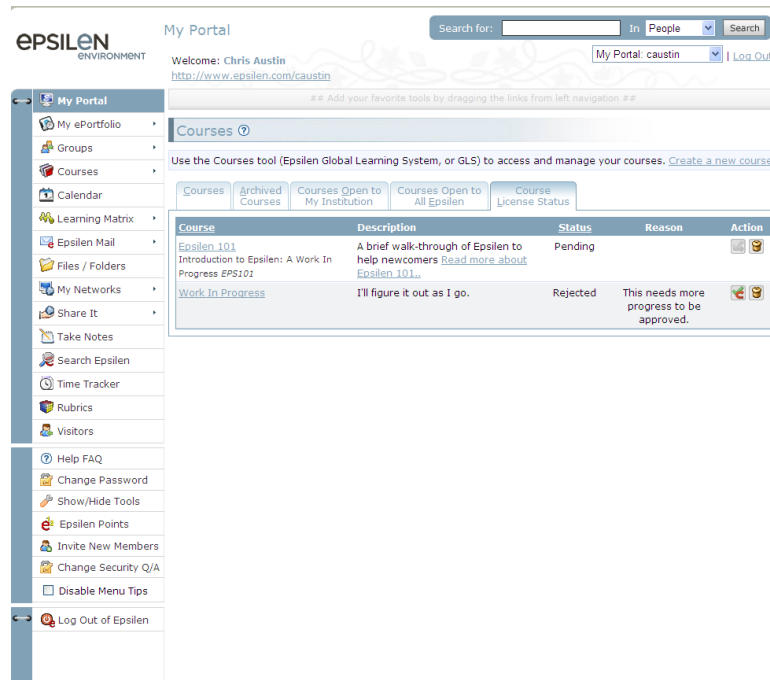 My Portal
Search for: In People Search
EPSILEN
ENVIRONMENT
Welcome: Chris Austin
My Portal: caustin | Log Out
http://www.epsilen.com/caustin
My Portal
## Add your favorite tools by dragging the links from left navigation ##
My ePortfolio
Courses
Groups
Use the Courses tool (Epsilen Global Learning System, or GLS) to access and manage your courses. Create a new course
Courses
Calendar
Learning Matrix
Epsilen Mail
Files / Folders
My Networks
Share It
Take Notes
Search Epsilen
Time Tracker
Rubrics
Visitors
Help FAQ
Change Password
Show/Hide Tools
Epsilen Points
Invite New Members
Change Security Q/A
Disable Menu Tips
Log Out of Epsilen
Courses
Archived
Courses
Courses Open to
My Institution
Courses Open to
All Epsilen
Course
License Status
Course Description Status Reason Action
Epsilen 101
Introduction to Epsilen: A Work In
Progress EPS101
A brief walk-through of Epsilen to
help newcomers Read more about
Epsilen 101..
Pending
Work In Progress
I'll figure it out as I go.
Rejected
This needs more
progress to be
approved.